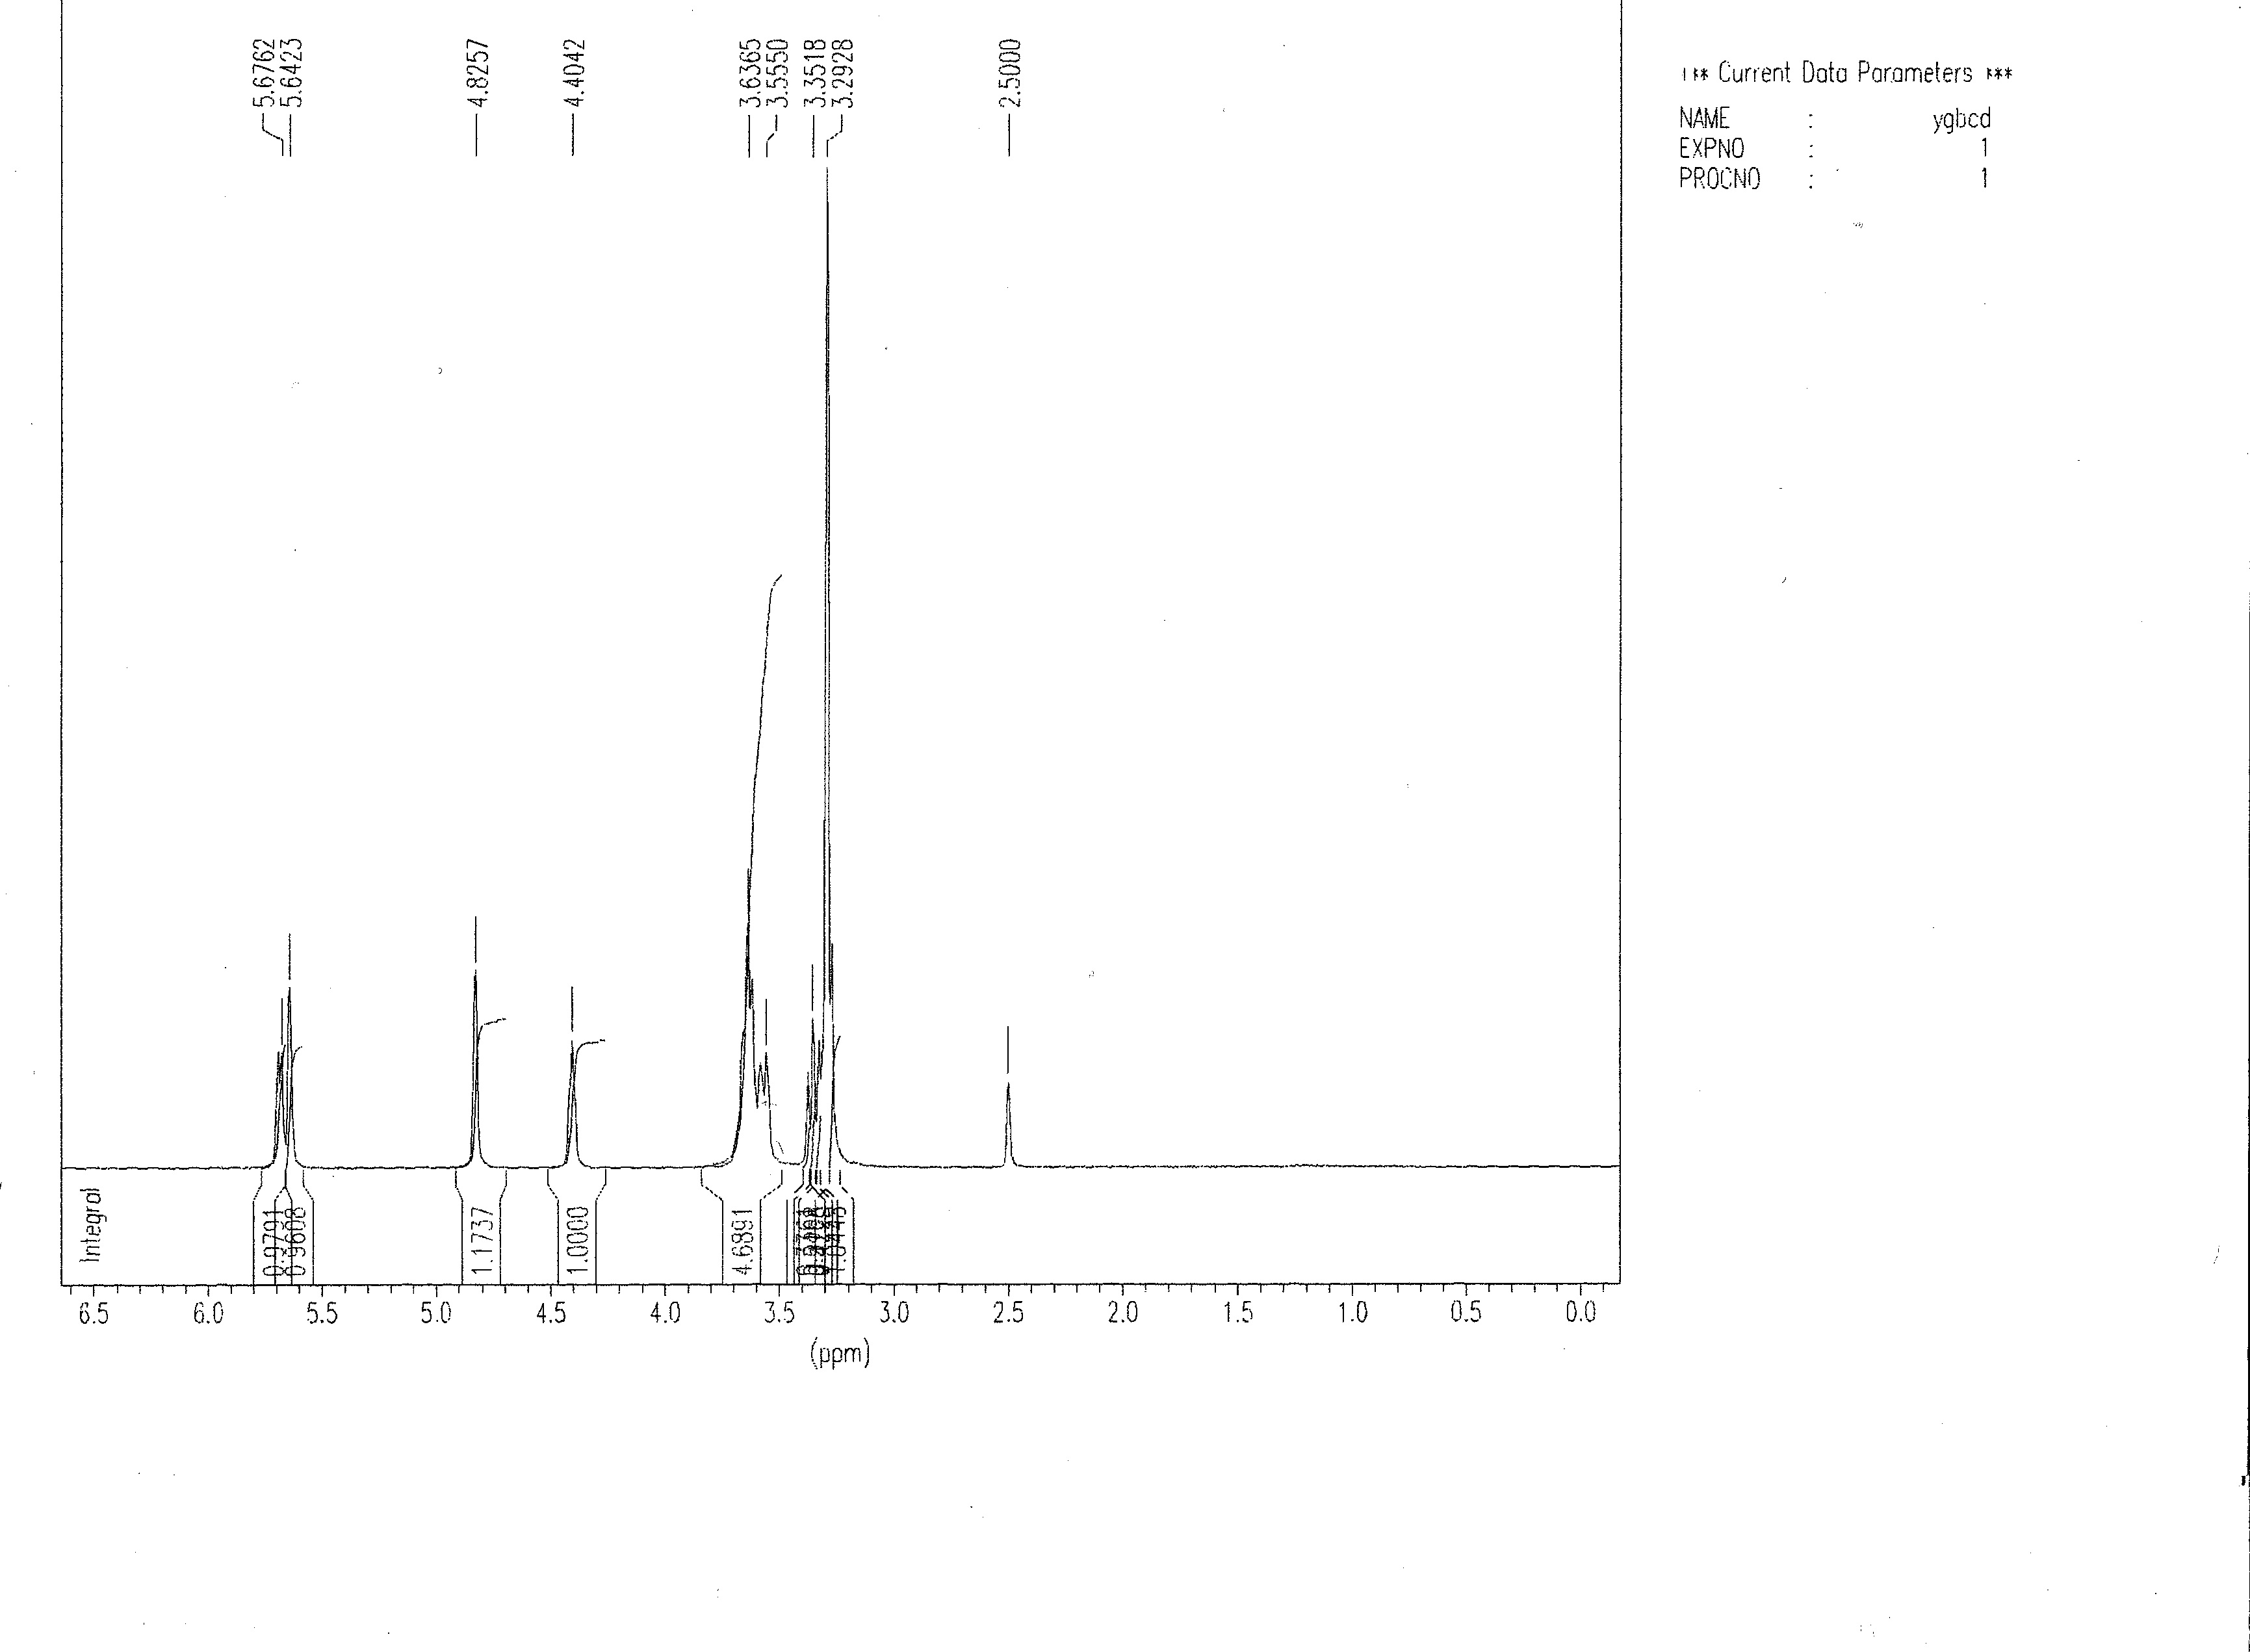 5.6762
5.6423
4.8257
4.4042
3.6365
3.5550
3.3518
3.2928
2.5000
*** Current Data Parameters ***
NAME : ygbcd
EXPNO : 1
PROCNO : 1
Integral
0.9791
0.9608
1.1737
1.0000
4.6891
6.5 6.0 5.5 5.0 4.5 4.0 3.5 3.0 2.5 2.0 1.5 1.0 0.5 0.0
(ppm)